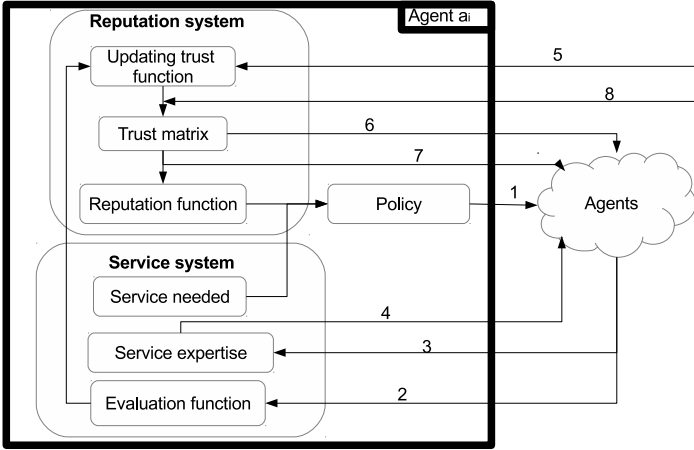 Reputation system
Agent ai
Updating trust
function
5
8
Trust matrix
6
7
Reputation function
Policy
1
Agents
Service system
Service needed
4
Service expertise
3
Evaluation function
2